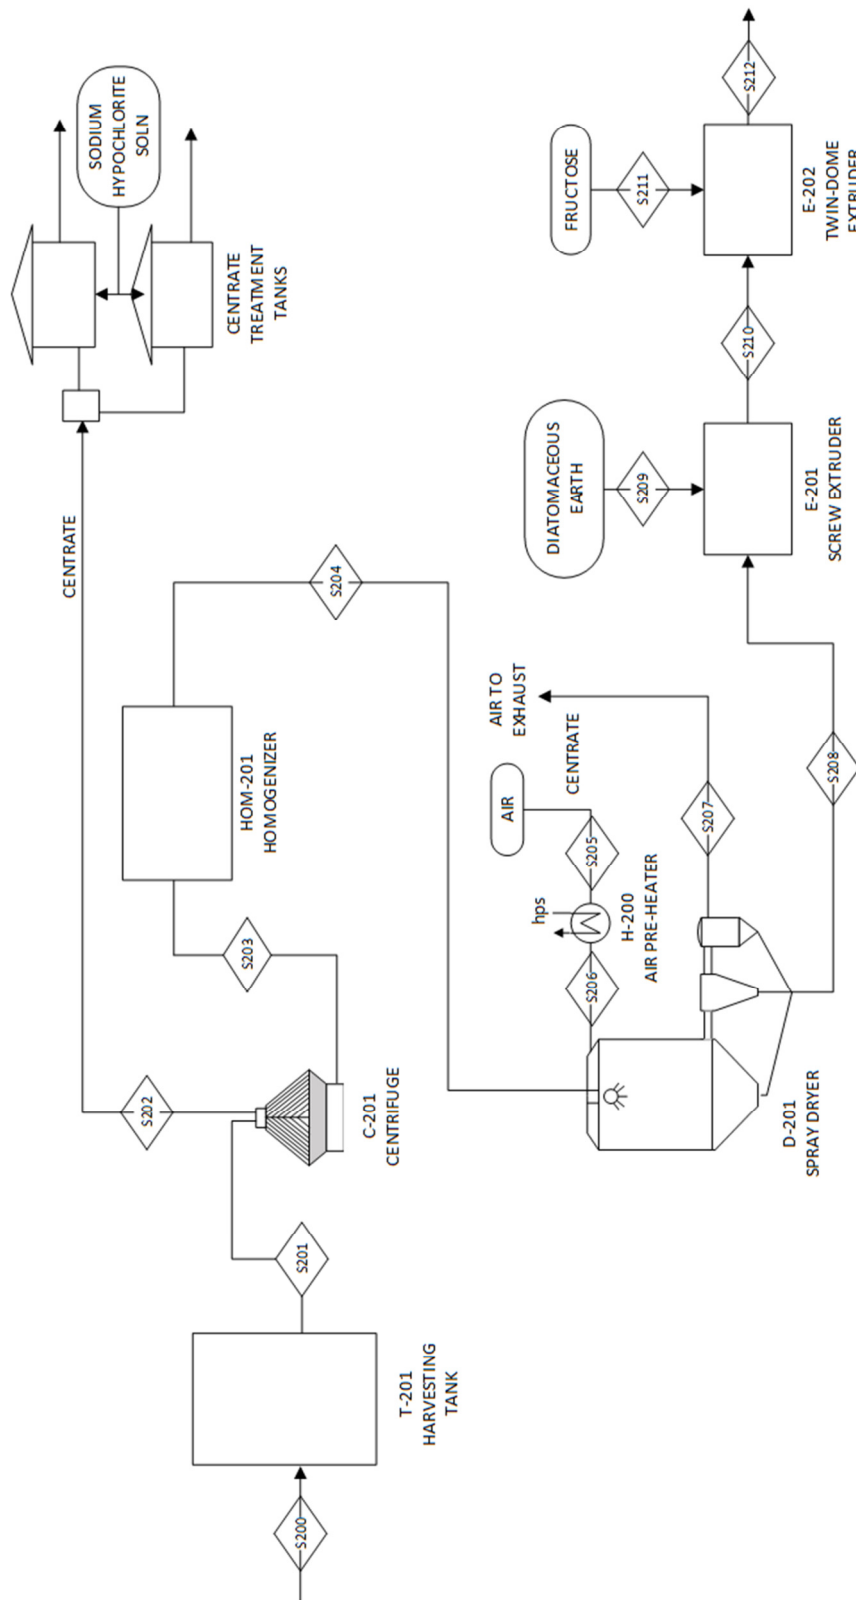 S200
T-201
HARVESTING
TANK
S201
C-201
CENTRIFUGE
S202
CENTRATE
SODIUM
HYPOCHLORITE
SOLN
CENTRATE
TREATMENT
TANKS
S203
HOM-201
HOMOGENIZER
S204
D-201
SPRAY DRYER
S206
hps
H-200
AIR PRE-HEATER
S205
AIR
CENTRATE
AIR TO
EXHAUST
S207
S208
DIATOMACEOUS
EARTH
S209
E-201
SCREW EXTRUDER
S210
FRUCTOSE
S211
E-202
TWIN-DOME
EXTRUDER
S212